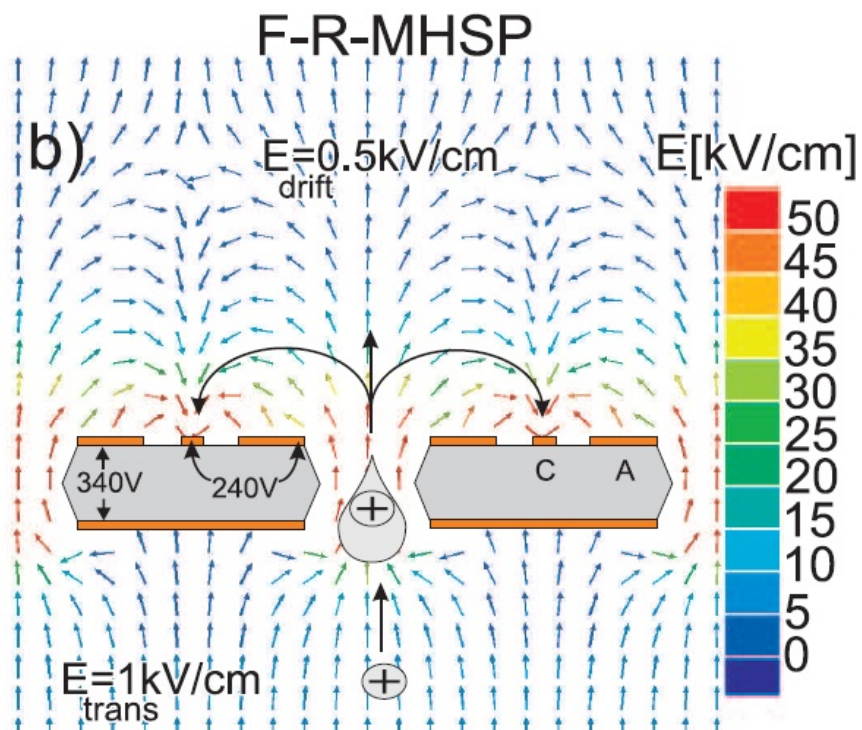 F-R-MHSP
b)
E=0.5kV/cm
drift
E[kV/cm]
50
45
40
35
30
25
20
15
10
5
0
340V
240V
C
A
+
+
E=1kV/cm
trans